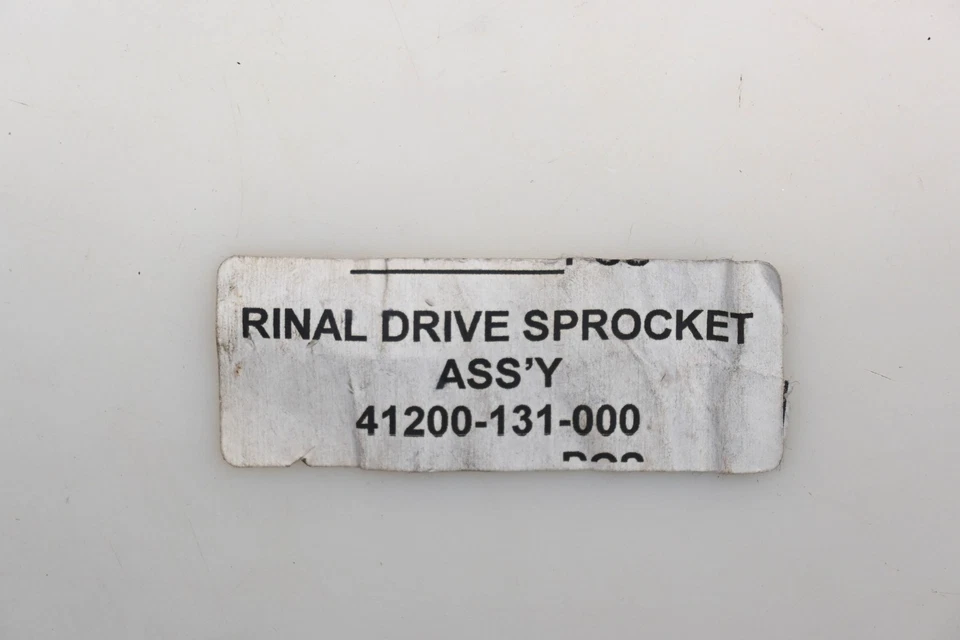 RINAL DRIVE SPROCKET
ASS'Y
41200-131-000